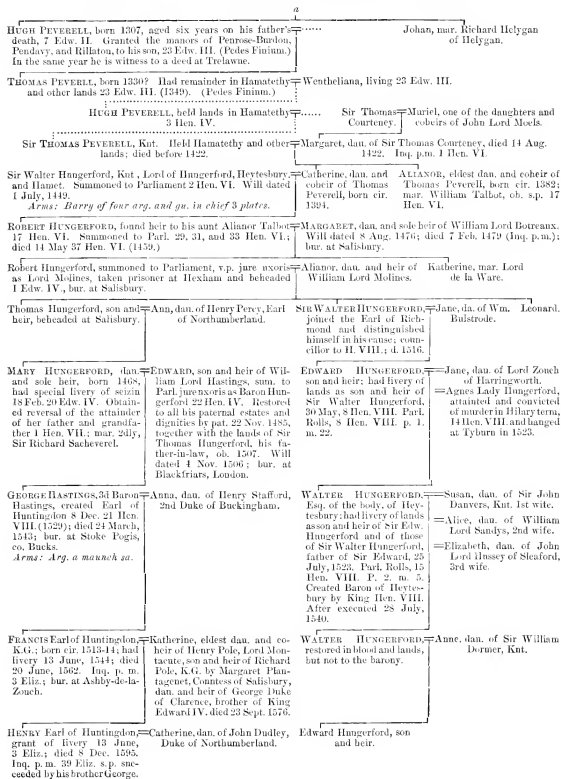 a
HUGH PEVERELL, born 1307, aged six years on his father's
death, 7 Edw. II. Granted the manors of Penrose-Burdon,
Pendavy, and Rillaton, to his son, 23 Edw. III. (Pedes Finium.)
In the same year he is witness to a deed at Trelawne.
Johan, mar. Richard Helygan
of Helygan.
THOMAS PEVERLL, born 1330? Had remainder in Hamatethy
and other lands 23 Edw. III. (1349). (Pedes Finium.)
Wentheliana, living 23 Edw. III.
HUGH PEVERELL, held lands in Hamatethy
3 Hen. IV.
Sir Thomas
Courteney.
Muriel, one of the daughters and
coheirs of John Lord Moels.
Sir THOMAS PEVERELL, Knt. Held Hamatethy and other
lands; died before 1422.
Margaret, dau. of Sir Thomas Courteney, died 14 Aug.
1422. Inq. p.m. 1 Hen. VI.
Sir Walter Hungerford, Knt, Lord of Hungerford, Heytesbury,
and Hamet. Summoned to Parliament 2 Hen. VI. Will dated
1 July, 1449.
Arms: Barry of four arg. and gu. in chief 3 plates.
Catherine, dau. and
coheir of Thomas
Peverell, born cir.
1394.
ALIANOR, eldest dau. and coheir of
Thomas Peverell, born cir. 1382;
mar. William Talbot, ob. s.p. 17
Hen. VI.
ROBERT HUNGERFORD, found heir to his aunt Alianor Talbot
17 Hen. VI. Summoned to Parl. 29, 31, and 33 Hen. VI.;
died 14 May 37 Hen. VI. (1459.)
MARGARET, dau. and sole heir of William Lord Botreaux.
Will dated 8 Aug. 1476; died 7 Feb. 1479 (Inq. p.m.);
bur. at Salisbury.
Robert Hungerford, summoned to Parliament, v.p. jure uxoris
as Lord Molines, taken prisoner at Hexham and beheaded
1 Edw. IV., bur. at Salisbury.
Alianor. dau. and heir of
William Lord Molines.
Katherine, mar. Lord
de la Ware.
Thomas Hungerford, son and
heir, beheaded at Salisbury.
Ann, dau. of Henry Percy, Earl
of Northumberland.
SIR WALTER HUNGERFORD,
joined the Earl of Rich-
mond and distinguished
himself in his cause; coun-
cillor to H. VIII.; d. 1516.
Jane, da. of Wm.
Bulstrode.
Leonard.
MARY HUNGERFORD, dau.
and sole heir, born 1468,
had special livery of seizin
18 Feb. 20 Edw. IV. Obtain-
ed reversal of the attainder
of her father and grandfa-
ther 1 Hen. VII.; mar. 2dly,
Sir Richard Sacheverel.
EDWARD, son and heir of Wil-
liam Lord Hastings, sum. to
Parl. jure uxoris as Baron Hun-
gerford 22 Hen. IV. Restored
to all his paternal estates and
dignities by pat. 22 Nov. 1485,
together with the lands of Sir
Thomas Hungerford, his fa-
ther-in-law, ob. 1507. Will
dated 4 Nov. 1506; bur. at
Blackfriars, London.
EDWARD HUNGERFORD,
son and heir; had livery of
lands as son and heir of
Sir Walter Hungerford,
30 May, 8 Hen. VIII. Parl.
Rolls, 8 Hen. VIII. p. 1,
m. 22.
Jane, dau. of Lord Zouch
of Harringworth.
Agnes Lady Hungerford,
attainted and convicted
of murder in Hilary term,
14 Hen. VIII. and hanged
at Tyburn in 1523.
GEORGE HASTINGS, 3d Baron
Hastings, created Earl of
Huntingdon 8 Dec. 21 Hen.
VIII. (1529); died 24 March,
1543; bur. at Stoke Pogis,
co. Bucks.
Arms: Arg. a maunch sa.
Anna, dau. of Henry Stafford,
2nd Duke of Buckingham.
WALTER HUNGERFORD,
Esq. of the body, of Hey-
tesbury; had livery of lands
as son and heir of Sir Edw.
Hungerford and of those
of Sir Walter Hungerford,
father of Sir Edward, 25
July, 1523. Parl. Rolls, 15
Hen. VIII. P. 2. m. 5.
Created Baron of Heytes-
bury by King Hen. VIII.
After executed 28 July,
1540.
Susan, dau. of Sir John
Danvers, Knt. 1st wife.
Alice, dau. of William
Lord Sandys, 2nd wife.
Elizabeth, dau. of John
Lord Hussey of Sleaford,
3rd wife.
FRANCIS Earl of Huntingdon,
K.G.; born cir. 1513-14; had
livery 13 June, 1544; died
20 June, 1562. Inq. p. m.
3 Eliz.; bur. at Ashby-de-la-
Zouch.
Katherine, eldest dau. and co-
heir of Henry Pole, Lord Mon-
tacute, son and heir of Richard
Pole, K.G. by Margaret Plan-
tagenet, Conntess of Salisbury,
dau. and heir of George Duke
of Clarence, brother of King
Edward IV. died 23 Sept. 1576.
WALTER HUNGERFORD,
restored in blood and lands,
but not to the barony.
Anne, dau. of Sir William
Dormer, Knt.
HENRY Earl of Huntingdon,
grant of livery 13 June,
3 Eliz.; died 8 Dec. 1595.
Inq. p. m. 39 Eliz. s.p. suc-
ceeded by his brother George.
Catherine, dau. of John Dudley,
Duke of Northumberland.
Edward Hungerford, son
and heir.